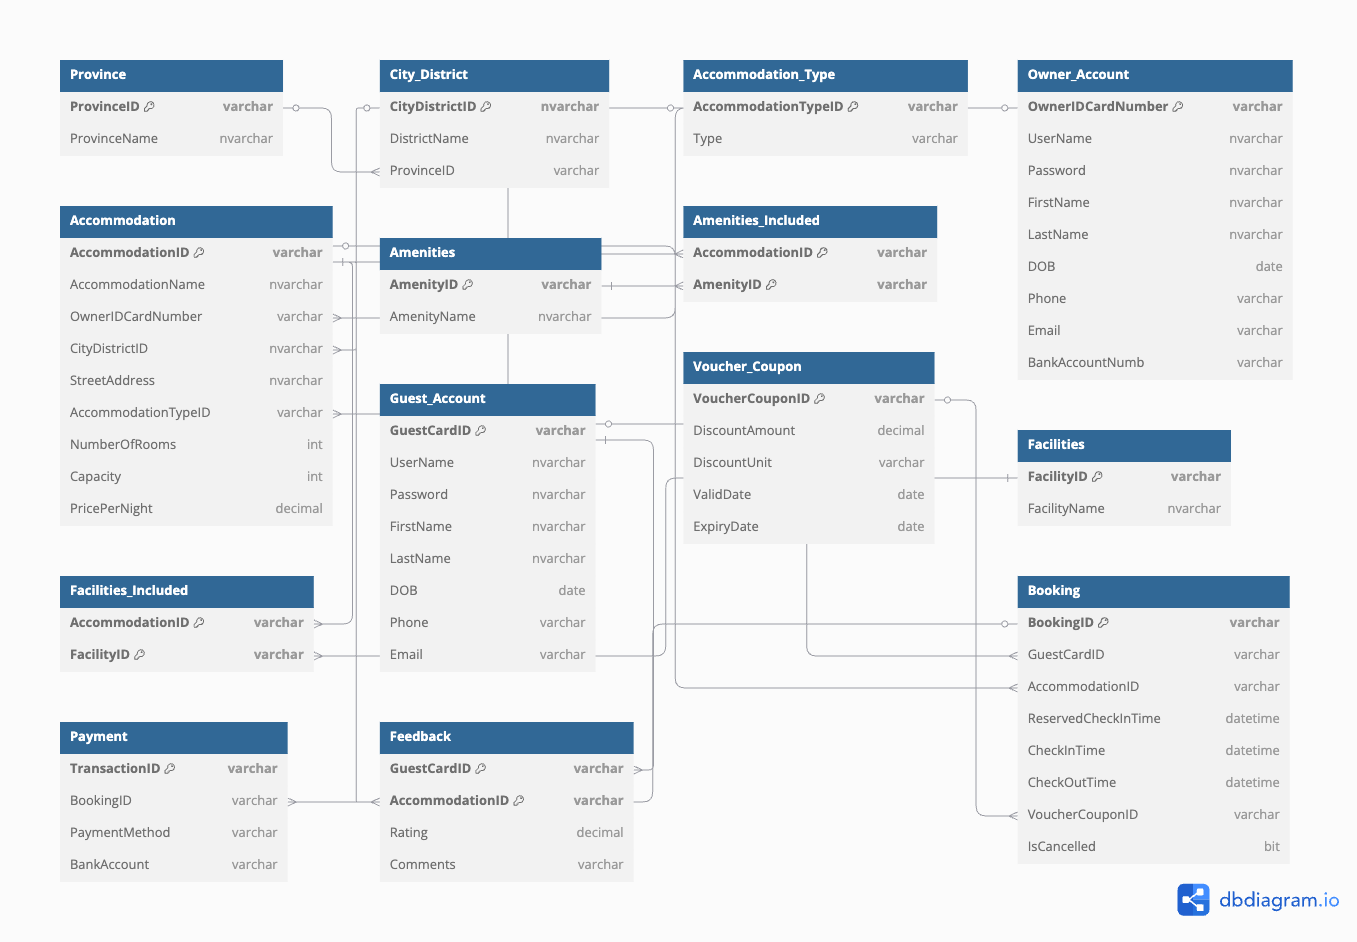 Province
ProvinceID varchar
ProvinceName nvarchar
City_District
CityDistrictID nvarchar
DistrictName nvarchar
ProvinceID varchar
Accommodation_Type
AccommodationTypeID varchar
Type varchar
Owner_Account
OwnerIDCardNumber varchar
UserName nvarchar
Password nvarchar
FirstName nvarchar
LastName nvarchar
DOB date
Phone varchar
Email varchar
BankAccountNumb varchar
Accommodation
AccommodationID varchar
AccommodationName nvarchar
OwnerIDCardNumber varchar
CityDistrictID nvarchar
StreetAddress nvarchar
AccommodationTypeID varchar
NumberOfRooms int
Capacity int
PricePerNight decimal
Amenities
AmenityID varchar
AmenityName nvarchar
Amenities_Included
AccommodationID varchar
AmenityID varchar
Guest_Account
GuestCardID varchar
UserName nvarchar
Password nvarchar
FirstName nvarchar
LastName nvarchar
DOB date
Phone varchar
Email varchar
Voucher_Coupon
VoucherCouponID varchar
DiscountAmount decimal
DiscountUnit varchar
ValidDate date
ExpiryDate date
Facilities
FacilityID varchar
FacilityName nvarchar
Facilities_Included
AccommodationID varchar
FacilityID varchar
Booking
BookingID varchar
GuestCardID varchar
AccommodationID varchar
ReservedCheckInTime datetime
CheckInTime datetime
CheckOutTime datetime
VoucherCouponID varchar
IsCancelled bit
Payment
TransactionID varchar
BookingID varchar
PaymentMethod varchar
BankAccount varchar
Feedback
GuestCardID varchar
AccommodationID varchar
Rating decimal
Comments varchar
dbdiagram.io